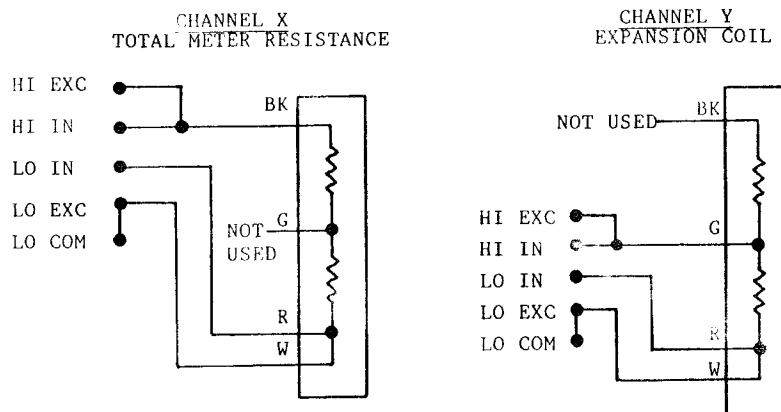 CHANNEL X
TOTAL METER RESISTANCE
HI EXC
HI IN
LO IN
LO EXC
LO COM
BK
G
NOT
USED
R
W
CHANNEL Y
EXPANSION COIL
NOT USED
BK
HI EXC
HI IN
LO IN
LO EXC
LO COM
G
R
W